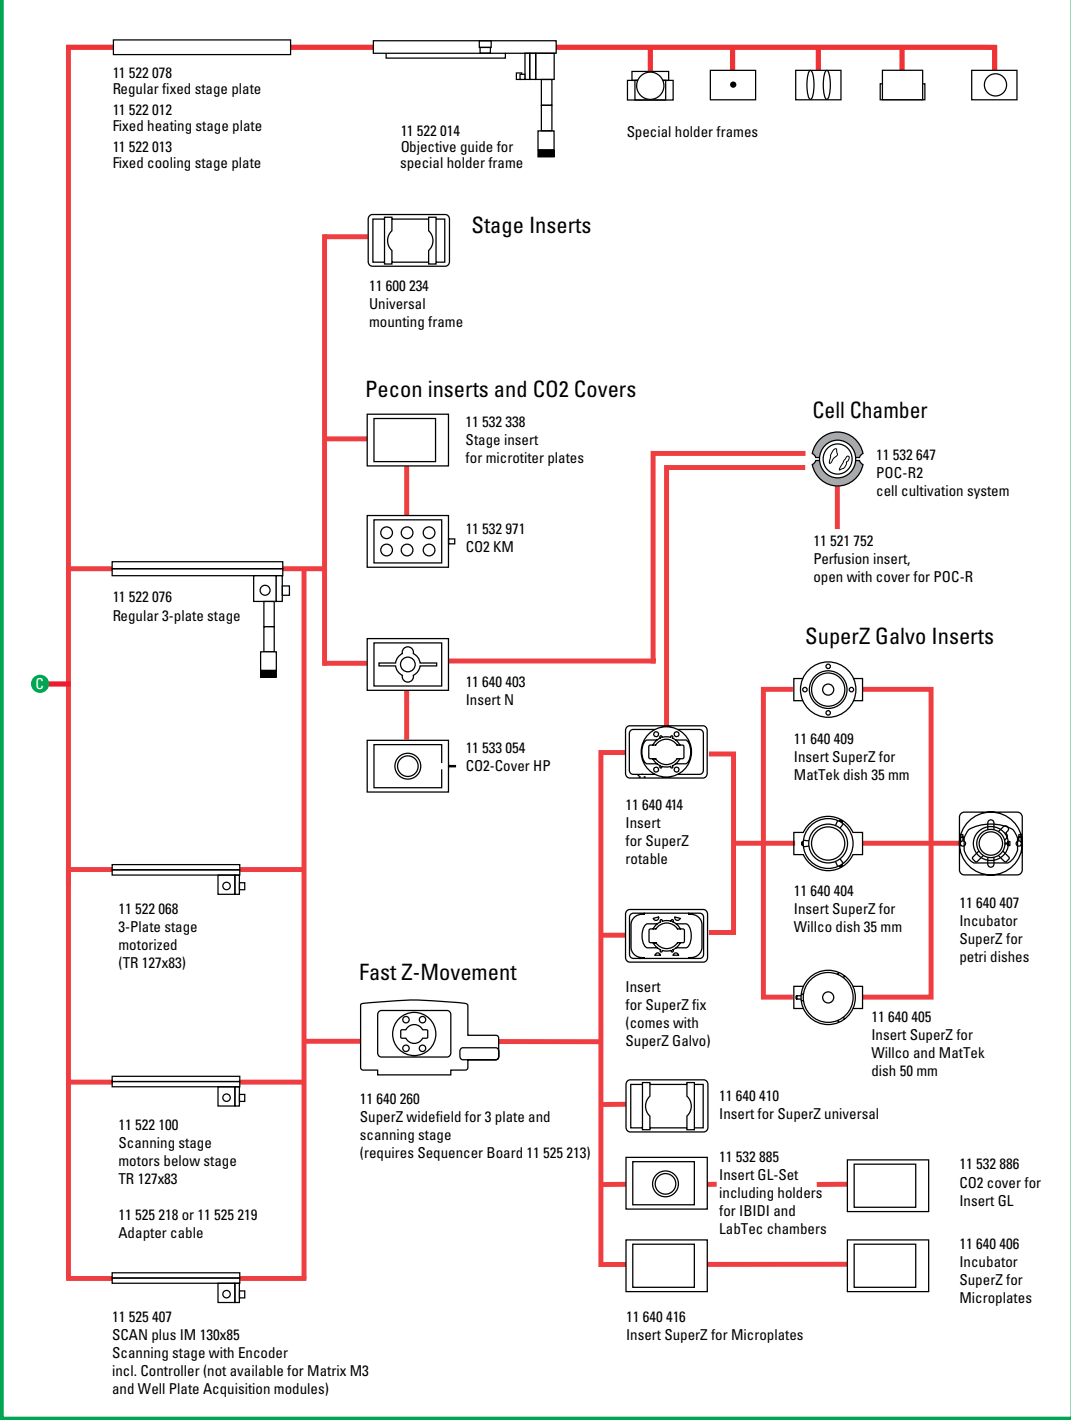 11 522 078
Regular fixed stage plate
11 522 012
Fixed heating stage plate
11 522 013
Fixed cooling stage plate
11 522 014
Objective guide for
special holder frame
Special holder frames
Stage Inserts
11 600 234
Universal
mounting frame
Pecon inserts and CO2 Covers
11 532 338
Stage insert
for microtiter plates
11 532 971
CO2 KM
Cell Chamber
11 532 647
POC-R2
cell cultivation system
11 521 752
Perfusion insert,
open with cover for POC-R
11 522 076
Regular 3-plate stage
C
11 640 403
Insert N
11 533 054
CO2-Cover HP
SuperZ Galvo Inserts
11 640 409
Insert SuperZ for
MatTek dish 35 mm
11 640 414
Insert
for SuperZ
rotable
11 640 404
Insert SuperZ for
Willco dish 35 mm
11 640 407
Incubator
SuperZ for
petri dishes
11 522 068
3-Plate stage
motorized
(TR 127x83)
Fast Z-Movement
Insert
for SuperZ fix
(comes with
SuperZ Galvo)
11 640 405
Insert SuperZ for
Willco and MatTek
dish 50 mm
11 640 260
SuperZ widefield for 3 plate and
scanning stage
(requires Sequencer Board 11 525 213)
11 640 410
Insert for SuperZ universal
11 522 100
Scanning stage
motors below stage
TR 127x83
11 525 218 or 11 525 219
Adapter cable
11 532 885
Insert GL-Set
including holders
for IBIDI and
LabTec chambers
11 532 886
CO2 cover for
Insert GL
11 640 406
Incubator
SuperZ for
Microplates
11 640 416
Insert SuperZ for Microplates
11 525 407
SCAN plus IM 130x85
Scanning stage with Encoder
incl. Controller (not available for Matrix M3
and Well Plate Acquisition modules)